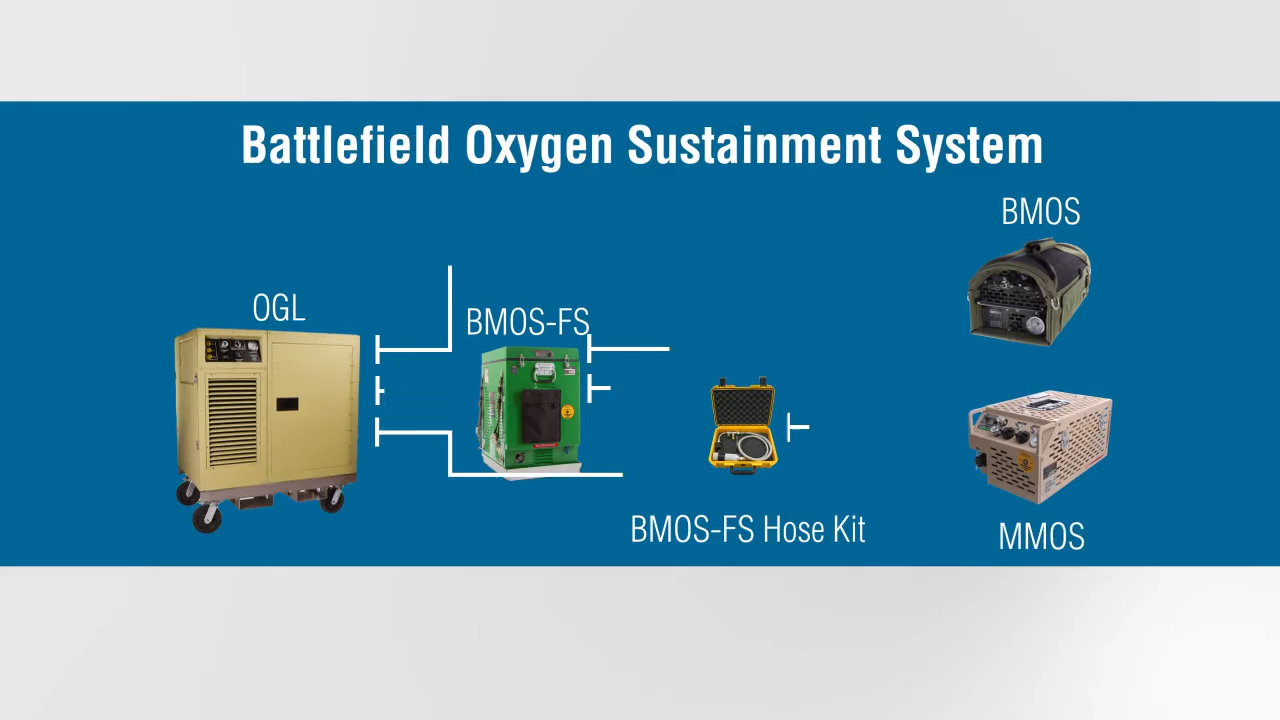 Battlefield Oxygen Sustainment System
BMOS
OGL
BMOS-FS
BMOS-FS Hose Kit
MMOS